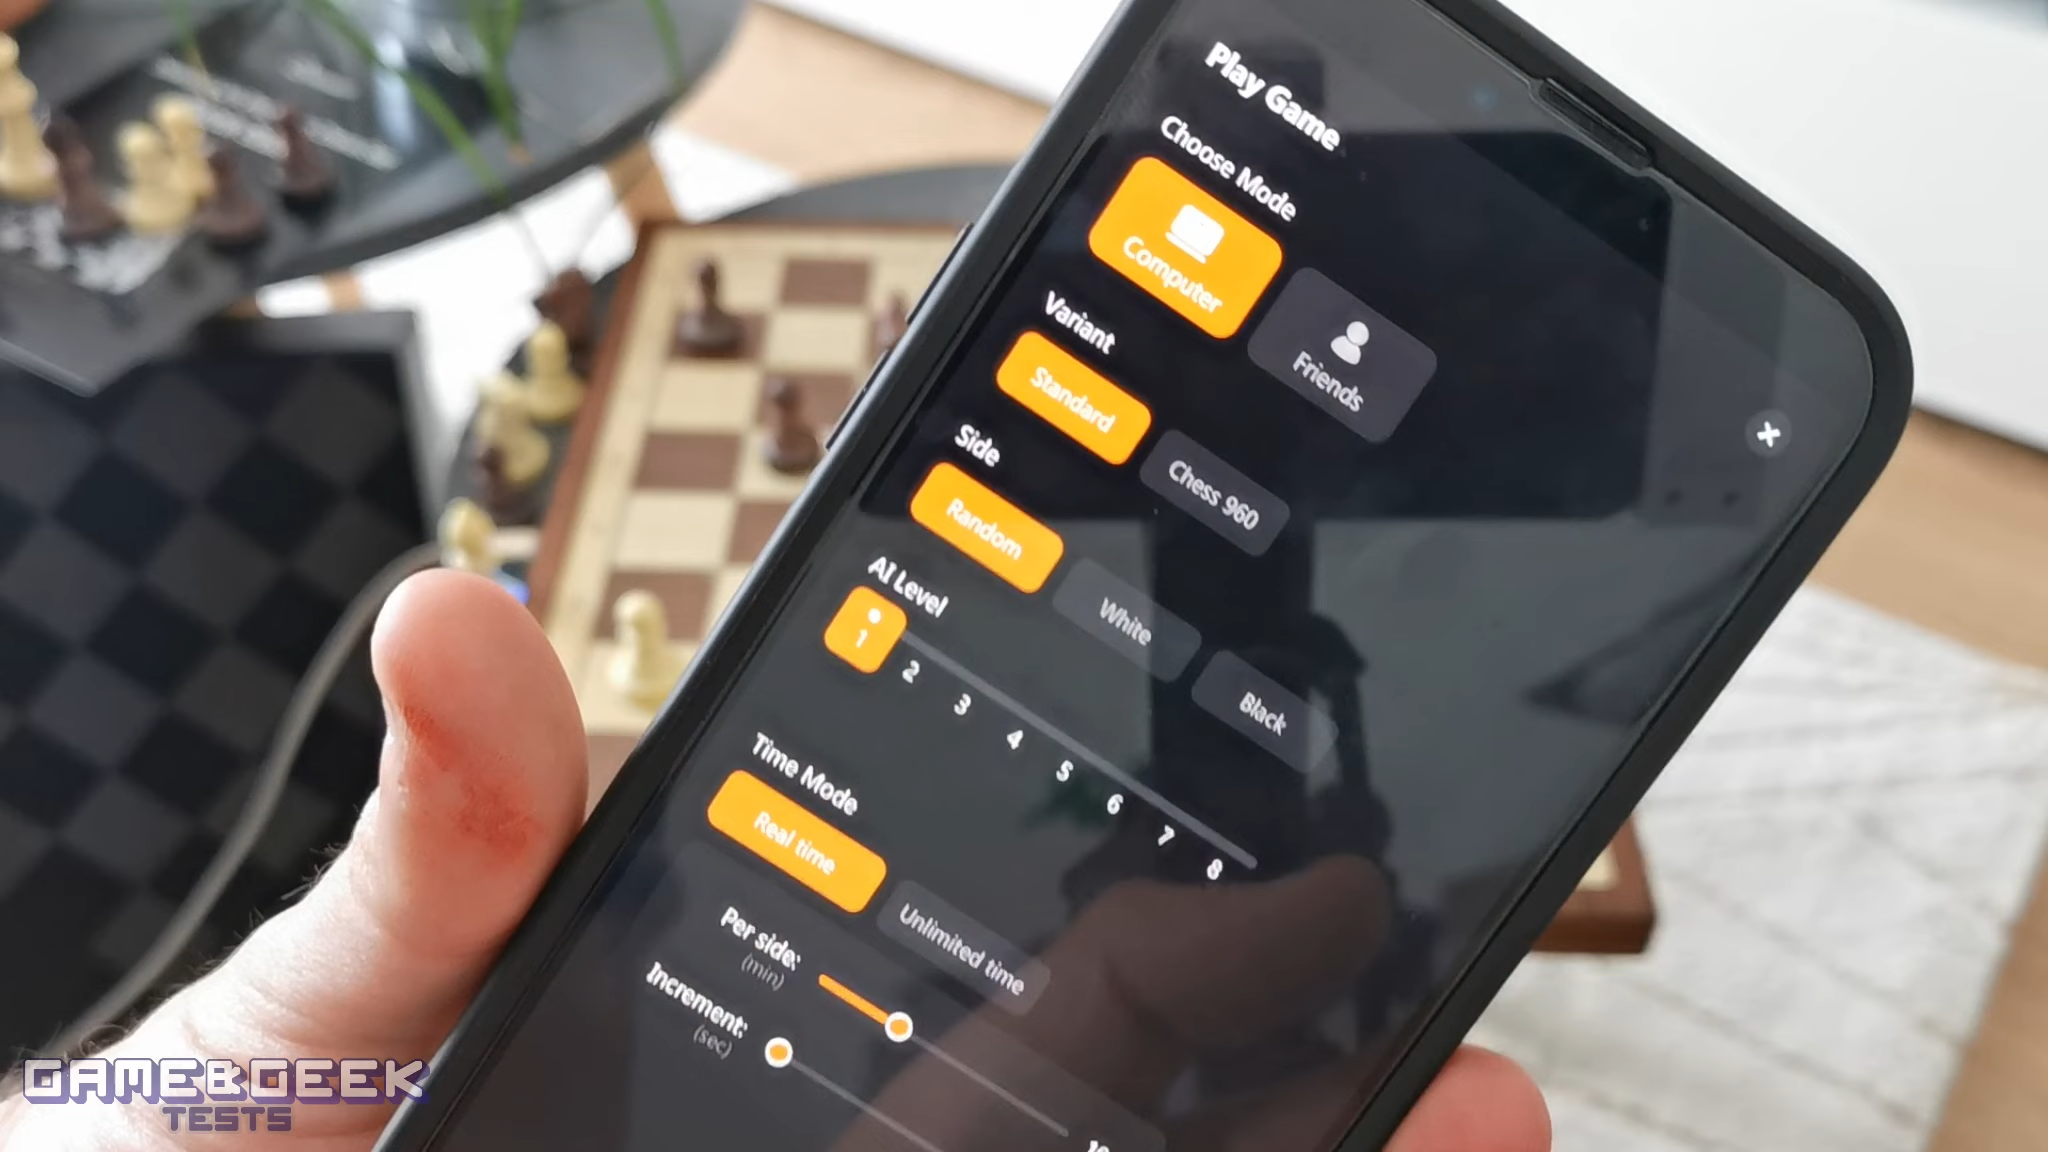 Play Game
Choose Mode
Computer
Friends
Variant
Standard
Chess 960
Side
Random
White
Black
AI Level
1 2 3 4 5 6 7 8
Time Mode
Real time
Unlimited time
Per side:
(min)
Increment:
(sec)
GAME&GEEK
TESTS